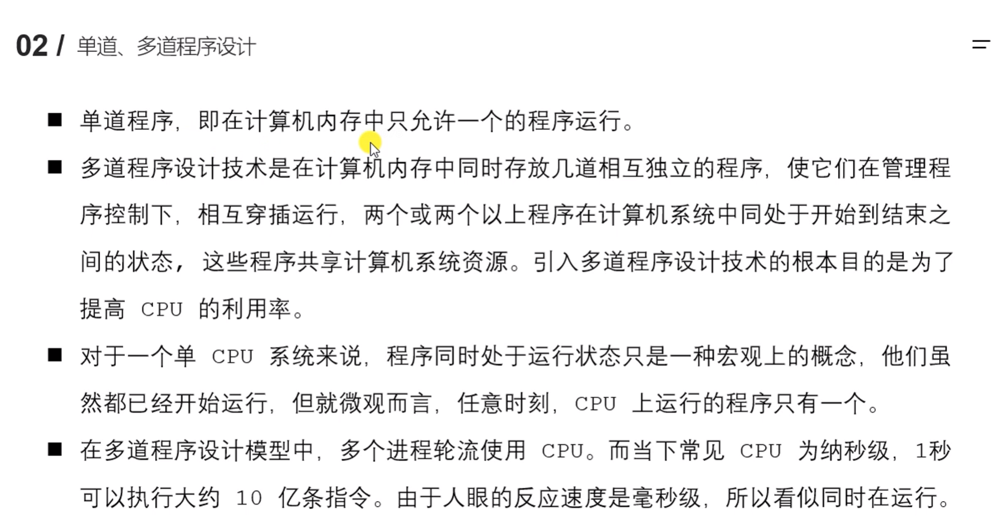 02 / 单道、多道程序设计
■ 单道程序，即在计算机内存中只允许一个的程序运行。
■ 多道程序设计技术是在计算机内存中同时存放几道相互独立的程序，使它们在管理程
序控制下，相互穿插运行，两个或两个以上程序在计算机系统中同处于开始到结束之
间的状态, 这些程序共享计算机系统资源。引入多道程序设计技术的根本目的是为了
提高 CPU 的利用率。
■ 对于一个单 CPU 系统来说，程序同时处于运行状态只是一种宏观上的概念，他们虽
然都已经开始运行，但就微观而言，任意时刻，CPU 上运行的程序只有一个。
■ 在多道程序设计模型中，多个进程轮流使用 CPU。而当下常见 CPU 为纳秒级，1秒
可以执行大约 10 亿条指令。由于人眼的反应速度是毫秒级，所以看似同时在运行。